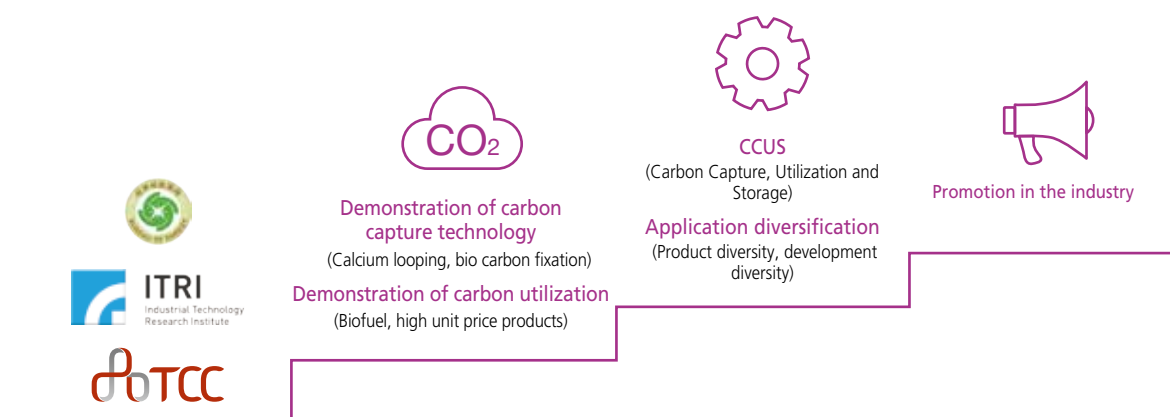 ITRI
Industrial Technology
Research Institute
TCC
CO2
Demonstration of carbon
capture technology
(Calcium looping, bio carbon fixation)
Demonstration of carbon utilization
(Biofuel, high unit price products)
CCUS
(Carbon Capture, Utilization and
Storage)
Application diversification
(Product diversity, development
diversity)
Promotion in the industry